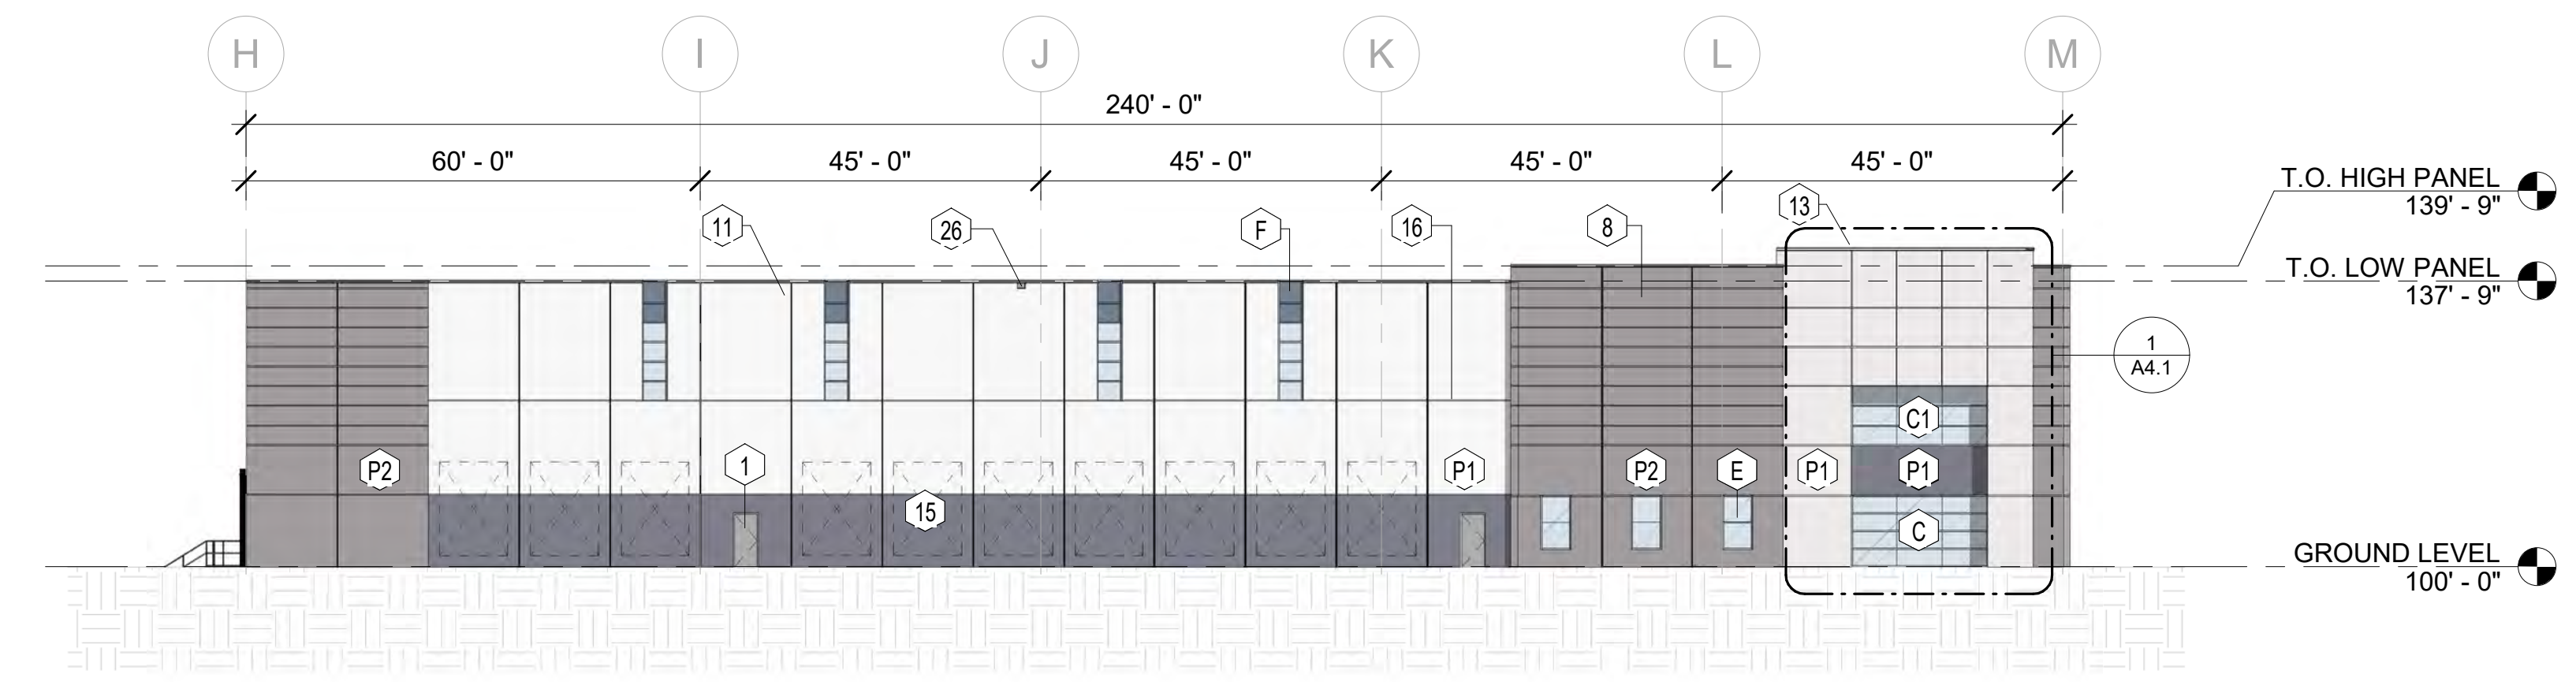 H I J K L M
240' - 0"
60' - 0" 45' - 0" 45' - 0" 45' - 0" 45' - 0"
T.O. HIGH PANEL
139' - 9"
11 26 F 16 8 13
T.O. LOW PANEL
137' - 9"
1
A4.1
C1
P2 1 P1 P2 E P1 P1
15 C
GROUND LEVEL
100' - 0"